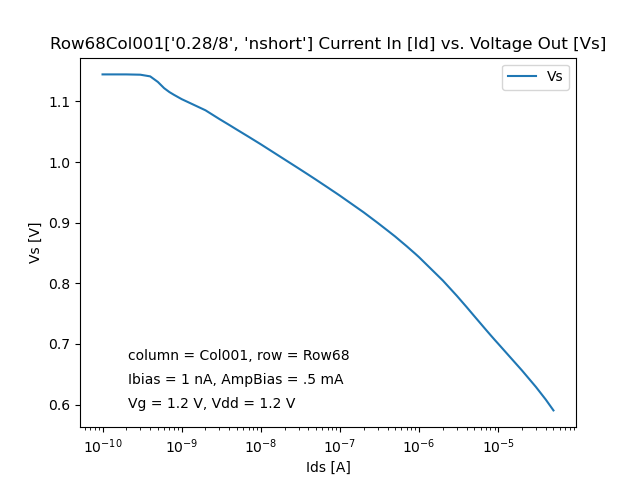 Row68Col001['0.28/8', 'nshort'] Current In [Id] vs. Voltage Out [Vs]
Vs
1.1
1.0
0.9
0.8
0.7
0.6
Vs [V]
column = Col001, row = Row68
Ibias = 1 nA, AmpBias = .5 mA
Vg = 1.2 V, Vdd = 1.2 V
10⁻¹⁰ 10⁻⁹ 10⁻⁸ 10⁻⁷ 10⁻⁶ 10⁻⁵
Ids [A]